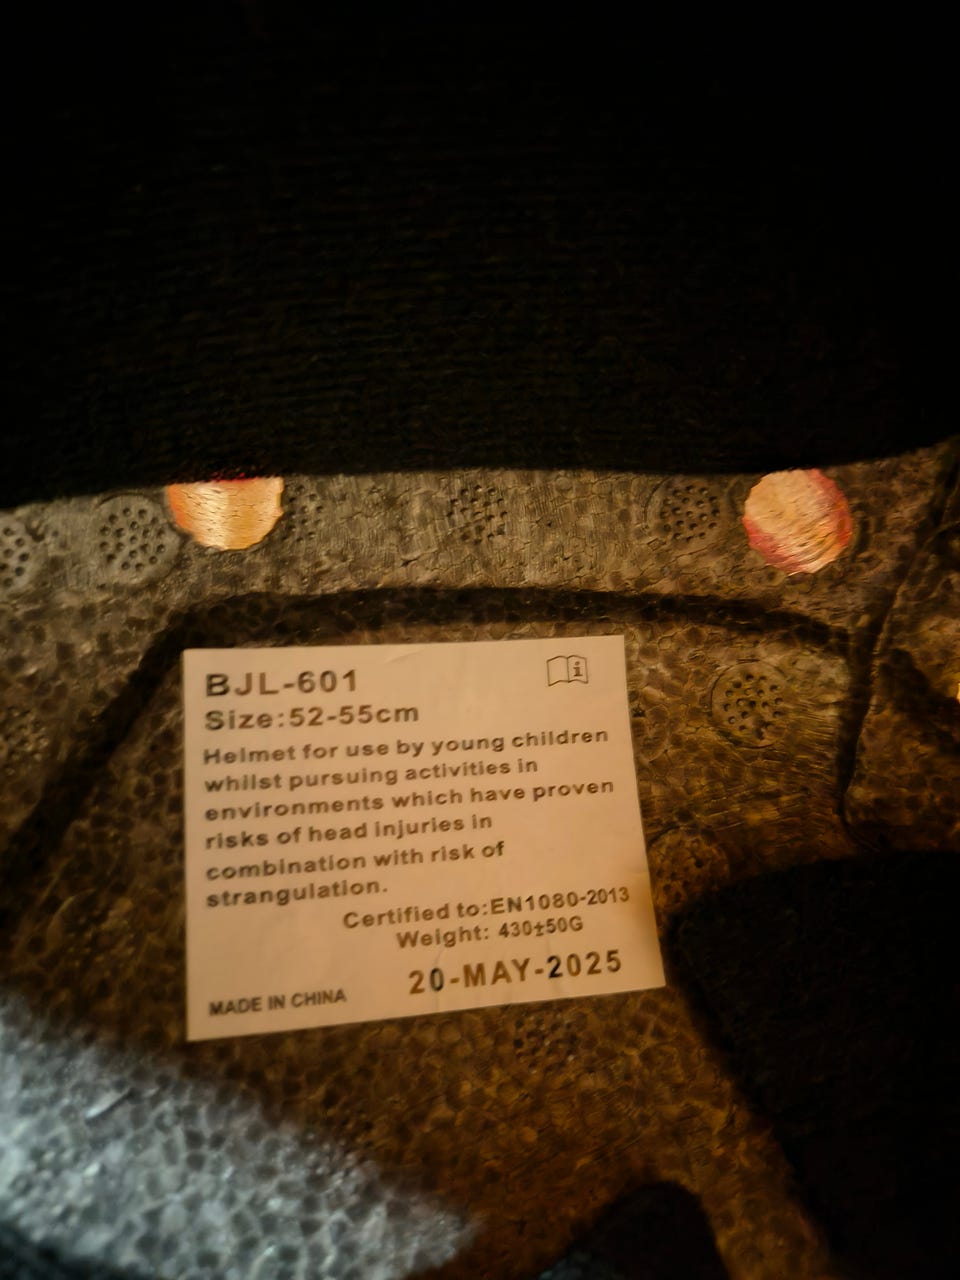 BJL-601
Size:52-55cm
Helmet for use by young children
whilst pursuing activities in
environments which have proven
risks of head injuries in
combination with risk of
strangulation.
Certified to:EN1080-2013
Weight: 430±50G
20-MAY-2025
MADE IN CHINA